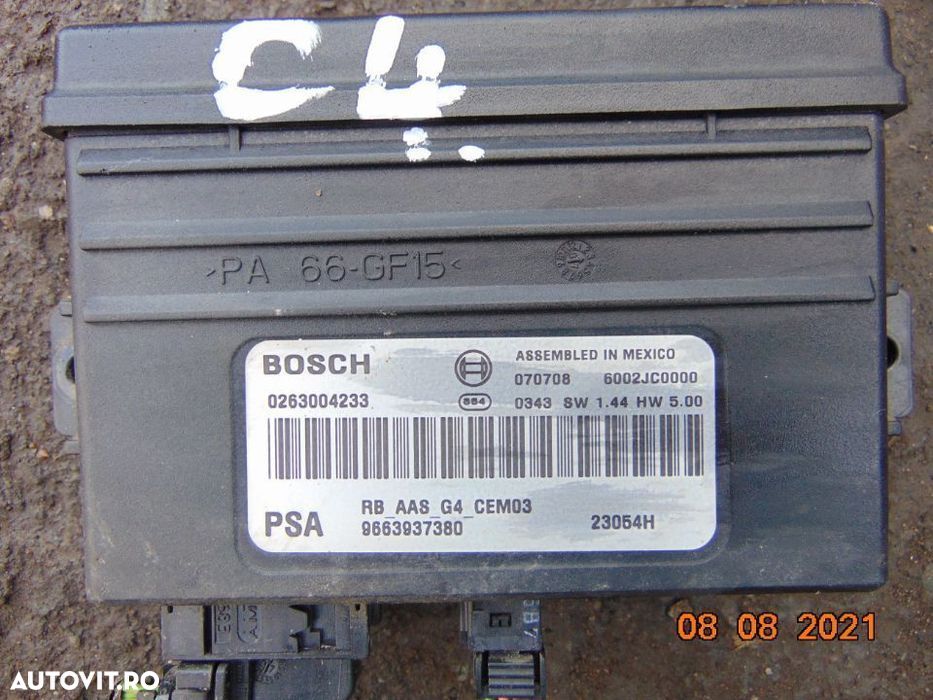 C4
>PA 66-GF15<
BOSCH
ASSEMBLED IN MEXICO
070708 6002JC0000
0263004233
884 0343 SW 1.44 HW 5.00
PSA
RB_AAS_G4_CEM03
9663937380
23054H
08 08 2021
AUTOVIT.RO